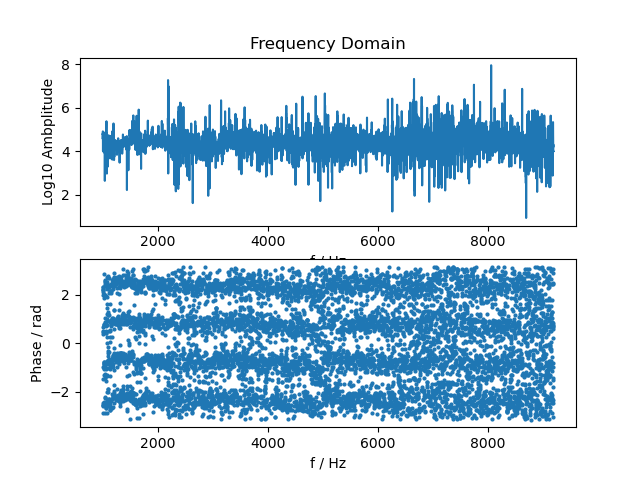 Frequency Domain
Log10 Ambplitude
8
6
4
2
2000 4000 6000 8000
f / Hz
Phase / rad
2
0
−2
2000 4000 6000 8000
f / Hz